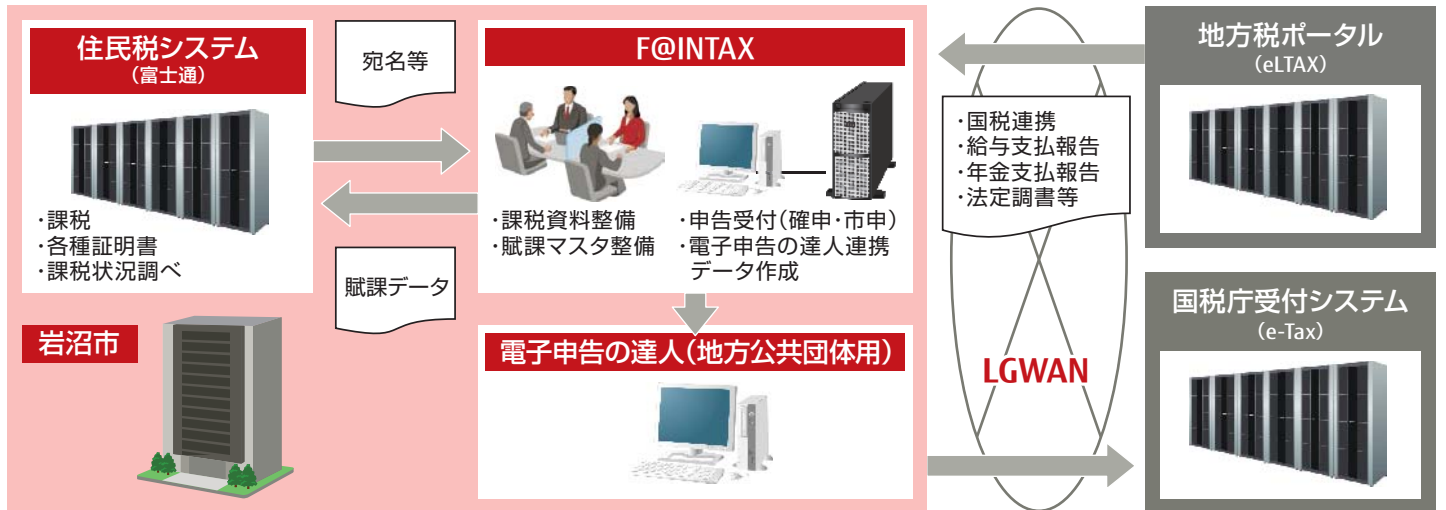 住民税システム
(富士通)
・課税
・各種証明書
・課税状況調べ
宛名等
賦課データ
F@INTAX
・課税資料整備
・賦課マスタ整備
・申告受付(確申・市申)
・電子申告の達人連携
データ作成
電子申告の達人(地方公共団体用)
岩沼市
・国税連携
・給与支払報告
・年金支払報告
・法定調書等
LGWAN
地方税ポータル
(eLTAX)
国税庁受付システム
(e-Tax)